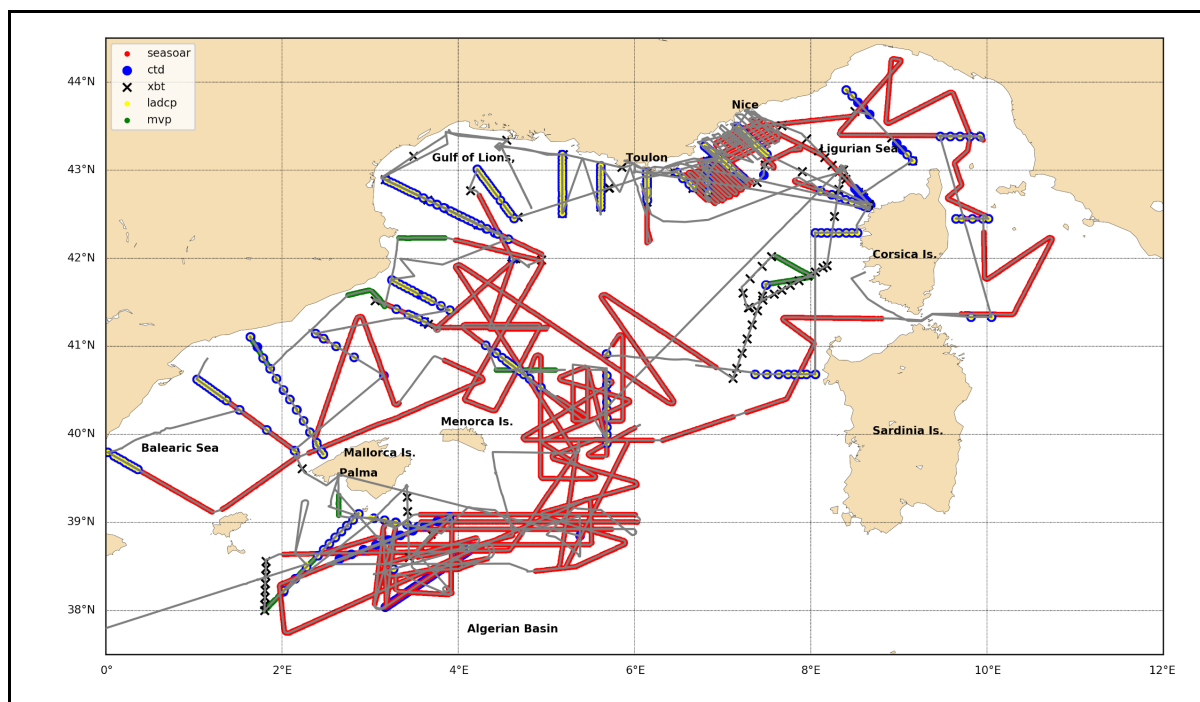 seasoar
ctd
xbt
ladcp
mvp
44°N
43°N
42°N
41°N
40°N
39°N
38°N
Nice
Gulf of Lions,
Toulon
Ligurian Sea
Corsica Is.
Menorca Is.
Sardinia Is.
Balearic Sea
Mallorca Is.
Palma
Algerian Basin
0°
2°E
4°E
6°E
8°E
10°E
12°E